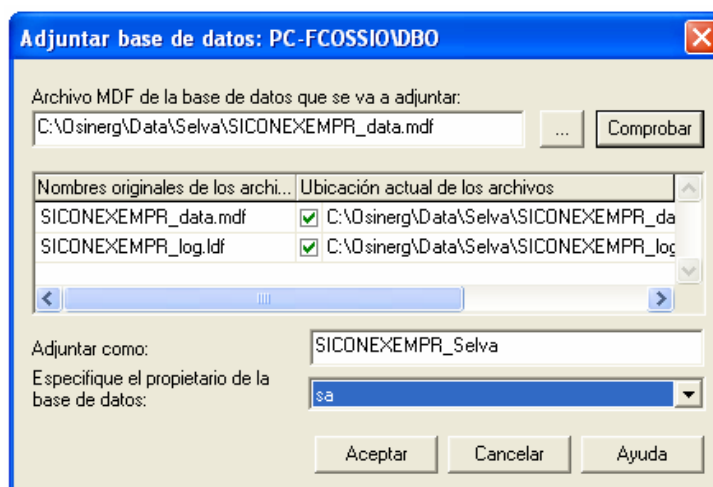 Adjuntar base de datos: PC-FCOSSIO\DBO
Archivo MDF de la base de datos que se va a adjuntar:
C:\Osinerg\Data\Selva\SICONEXEMPR_data.mdf ... Comprobar
Nombres originales de los archi... Ubicación actual de los archivos
SICONEXEMPR_data.mdf C:\Osinerg\Data\Selva\SICONEXEMPR_da
SICONEXEMPR_log.ldf C:\Osinerg\Data\Selva\SICONEXEMPR_log
Adjuntar como: SICONEXEMPR_Selva
Especifique el propietario de la
base de datos: sa
Aceptar Cancelar Ayuda